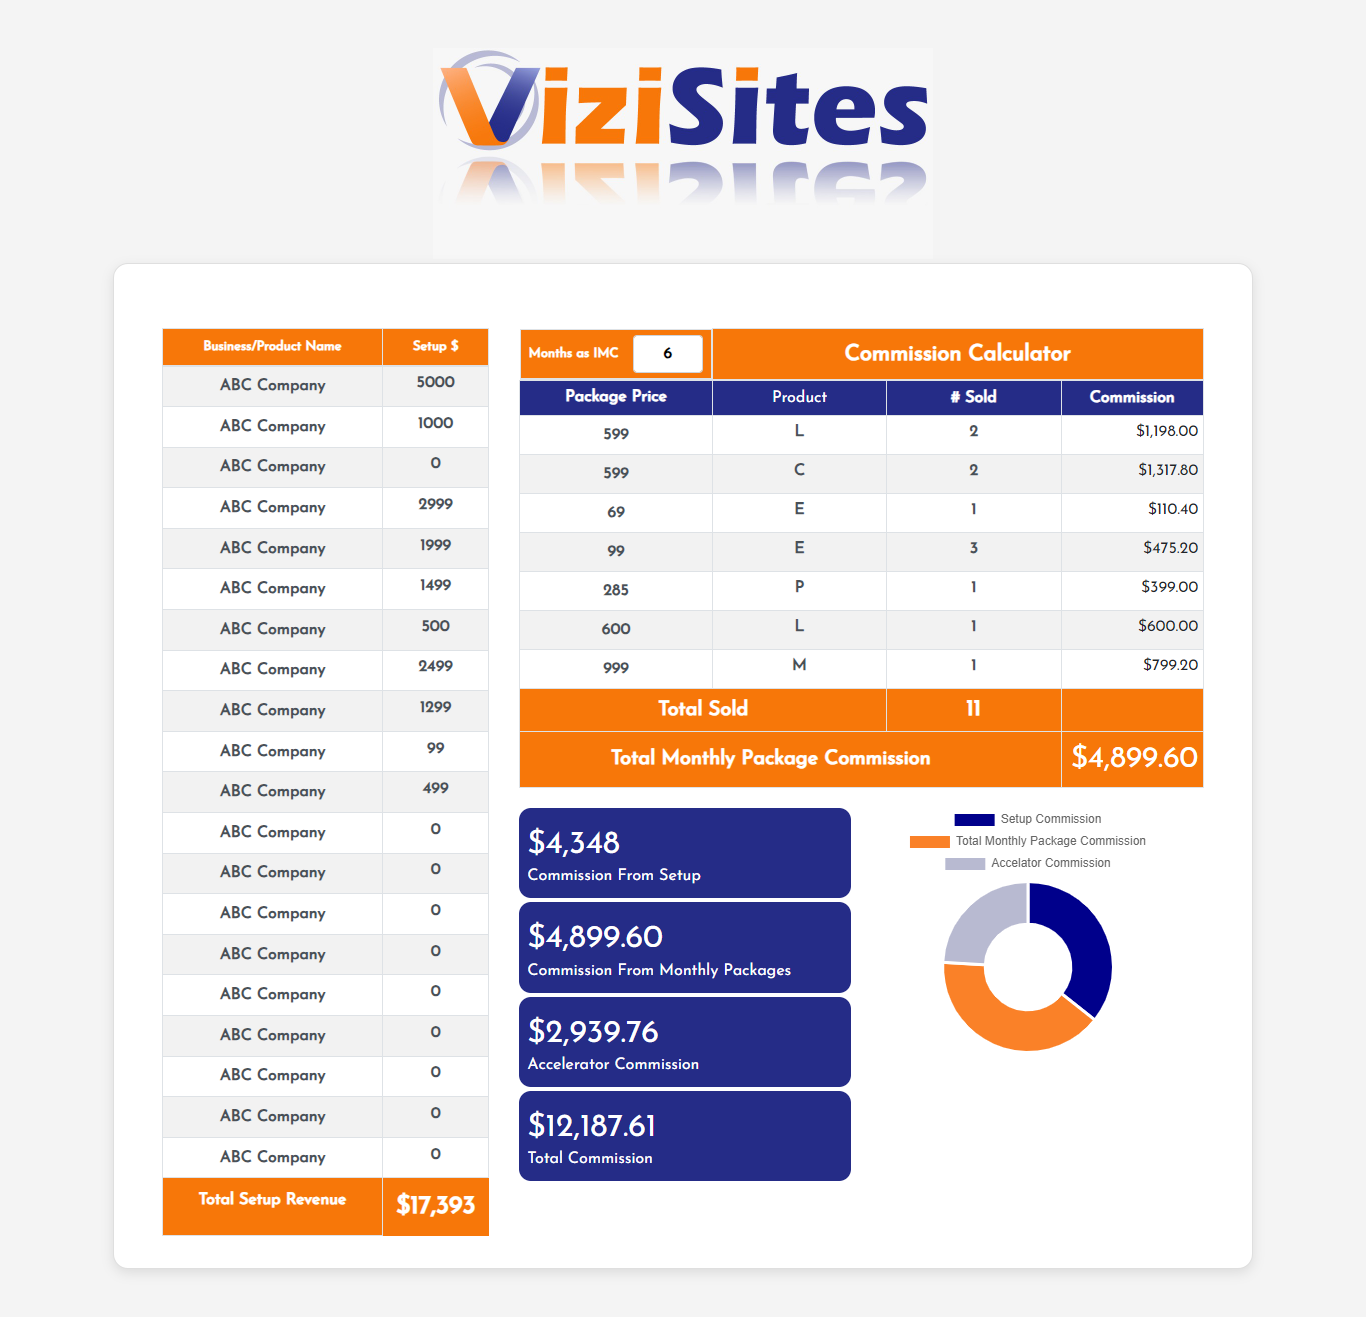 ViziSites
Business/Product Name Setup $
ABC Company 5000
ABC Company 1000
ABC Company 0
ABC Company 2999
ABC Company 1999
ABC Company 1499
ABC Company 500
ABC Company 2499
ABC Company 1299
ABC Company 99
ABC Company 499
ABC Company 0
ABC Company 0
ABC Company 0
ABC Company 0
ABC Company 0
ABC Company 0
ABC Company 0
ABC Company 0
ABC Company 0
Total Setup Revenue $17,393
Months as IMC 6 Commission Calculator
Package Price Product # Sold Commission
599 L 2 $1,198.00
599 C 2 $1,317.80
69 E 1 $110.40
99 E 3 $475.20
285 P 1 $399.00
600 L 1 $600.00
999 M 1 $799.20
Total Sold 11
Total Monthly Package Commission $4,899.60
$4,348
Commission From Setup
$4,899.60
Commission From Monthly Packages
$2,939.76
Accelerator Commission
$12,187.61
Total Commission
Setup Commission
Total Monthly Package Commission
Accelator Commission